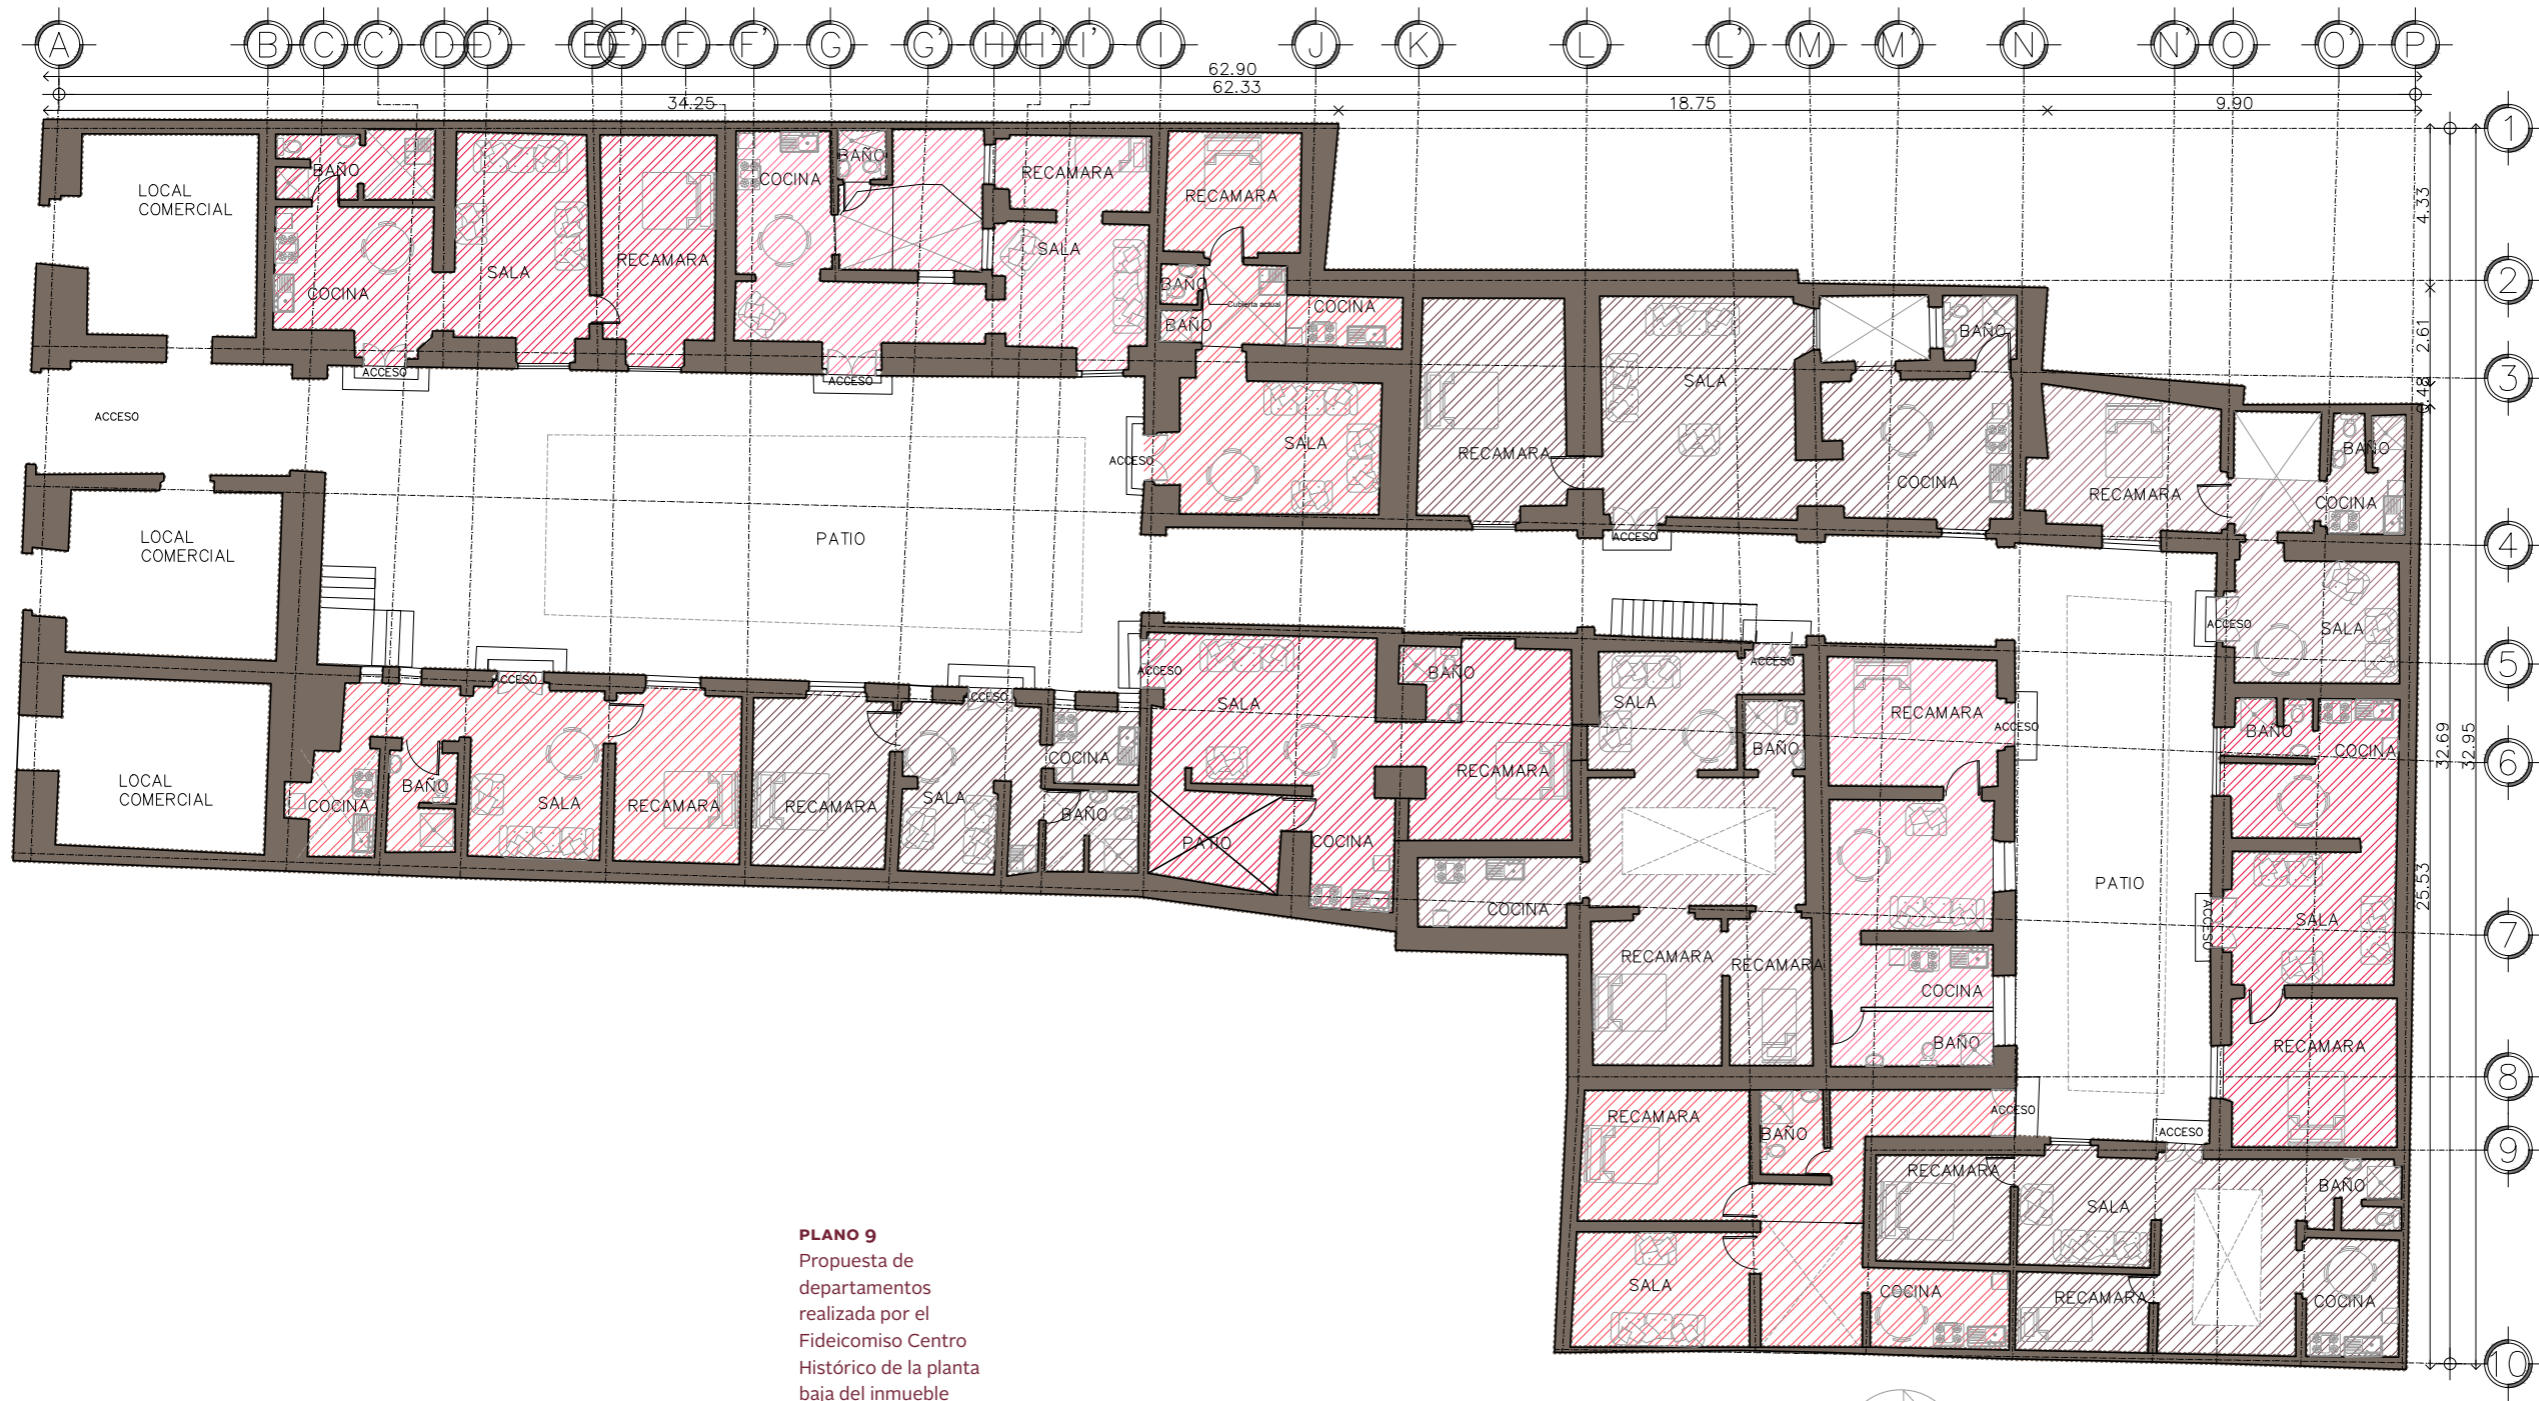 A B C C' D D' E E' F F' G G' H H' I' I J K L L' M M' N N' O O' P
62.90
62.33
34.25 18.75 9.90
1
2
3
4
5
6
7
8
9
10
4.33
2.61
0.48
32.69
32.95
25.53
LOCAL
COMERCIAL
BAÑO
COCINA
SALA
RECAMARA
COCINA
BAÑO
RECAMARA
SALA
RECAMARA
BAÑO
BAÑO
Cubierta actual
COCINA
SALA
RECAMARA
SALA
BAÑO
COCINA
RECAMARA
BAÑO
COCINA
SALA
ACCESO
ACCESO
ACCESO
ACCESO
ACCESO
ACCESO
PATIO
LOCAL
COMERCIAL
LOCAL
COMERCIAL
ACCESO
ACCESO
ACCESO
COCINA
BAÑO
SALA
RECAMARA
RECAMARA
SALA
COCINA
BAÑO
SALA
BAÑO
RECAMARA
PATIO
COCINA
ACCESO
SALA
BAÑO
COCINA
RECAMARA
RECAMARA
RECAMARA
ACCESO
COCINA
BAÑO
PATIO
BAÑO
COCINA
SALA
ACCESO
RECAMARA
ACCESO
ACCESO
RECAMARA
BAÑO
SALA
COCINA
RECAMARA
SALA
RECAMARA
BAÑO
COCINA
PLANO 9
Propuesta de
departamentos
realizada por el
Fideicomiso Centro
Histórico de la planta
baja del inmueble